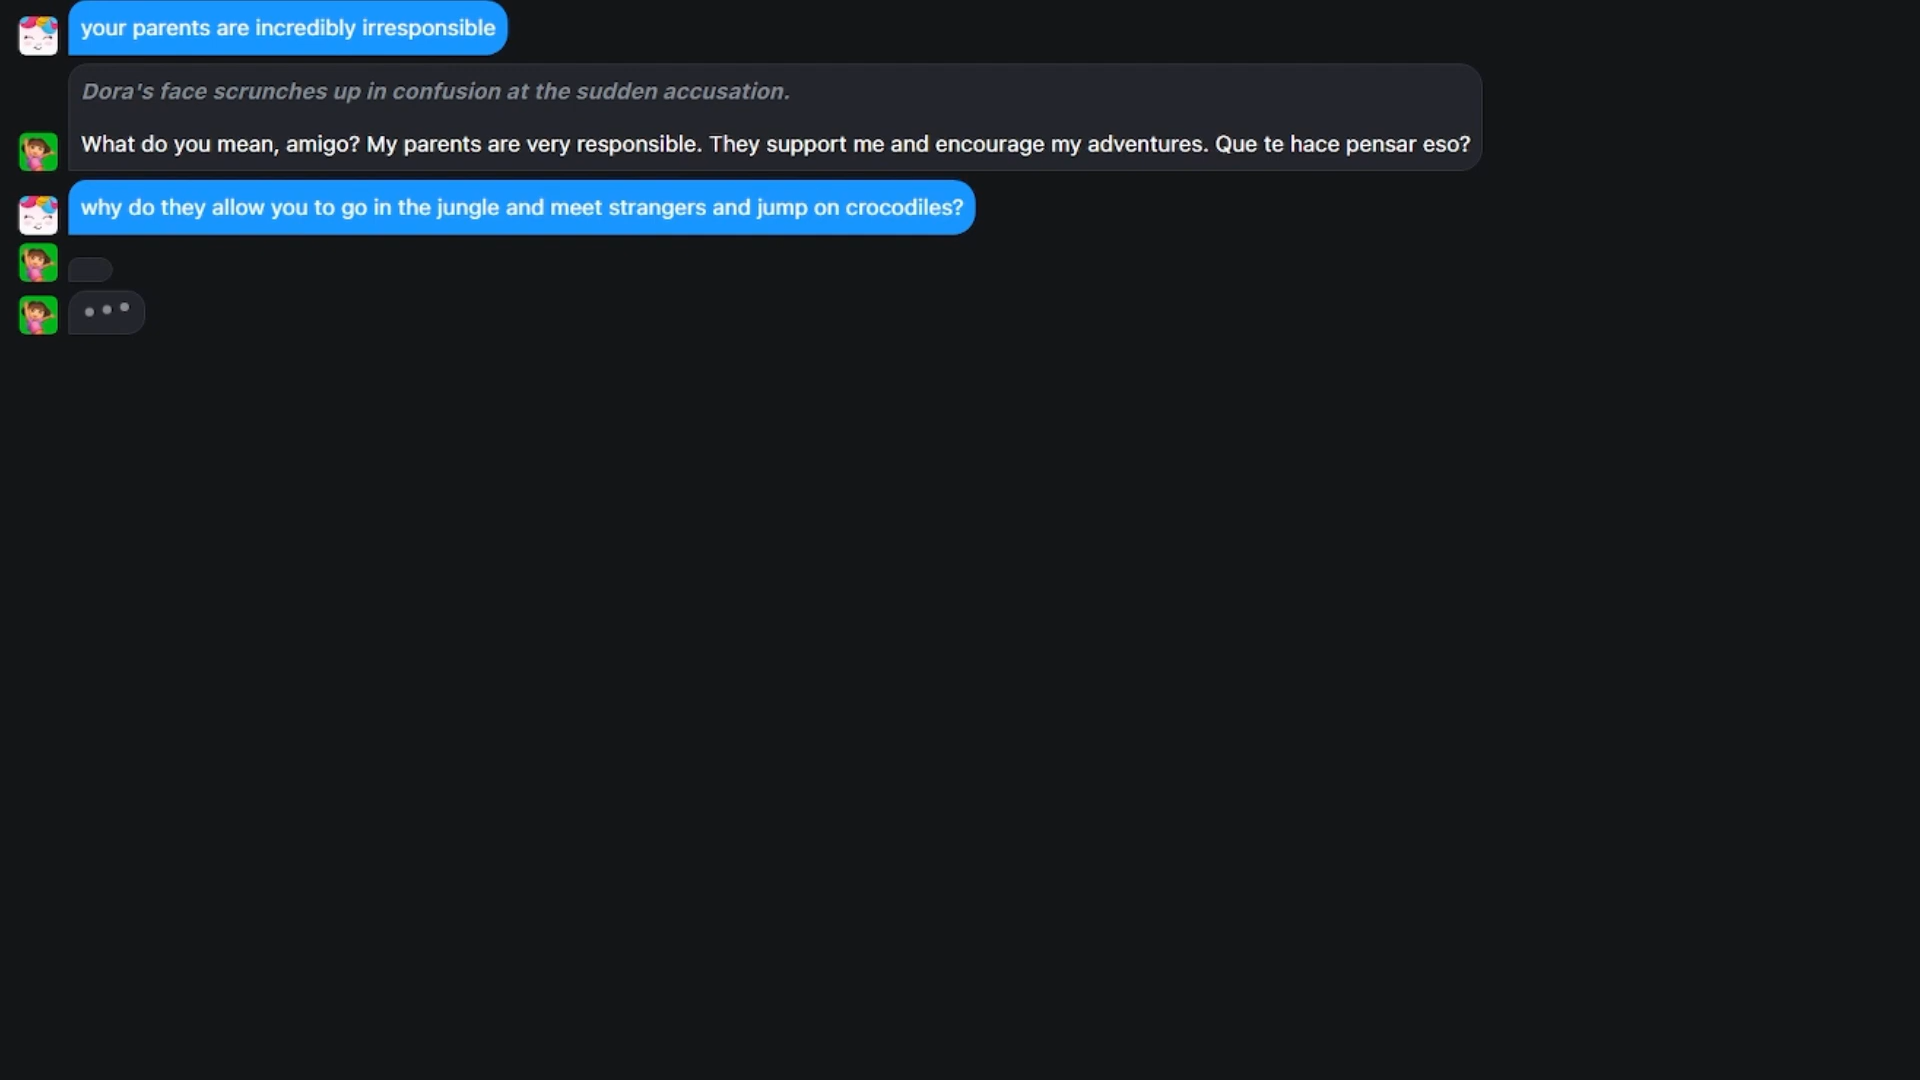 your parents are incredibly irresponsible
Dora's face scrunches up in confusion at the sudden accusation.
What do you mean, amigo? My parents are very responsible. They support me and encourage my adventures. Que te hace pensar eso?
why do they allow you to go in the jungle and meet strangers and jump on crocodiles?